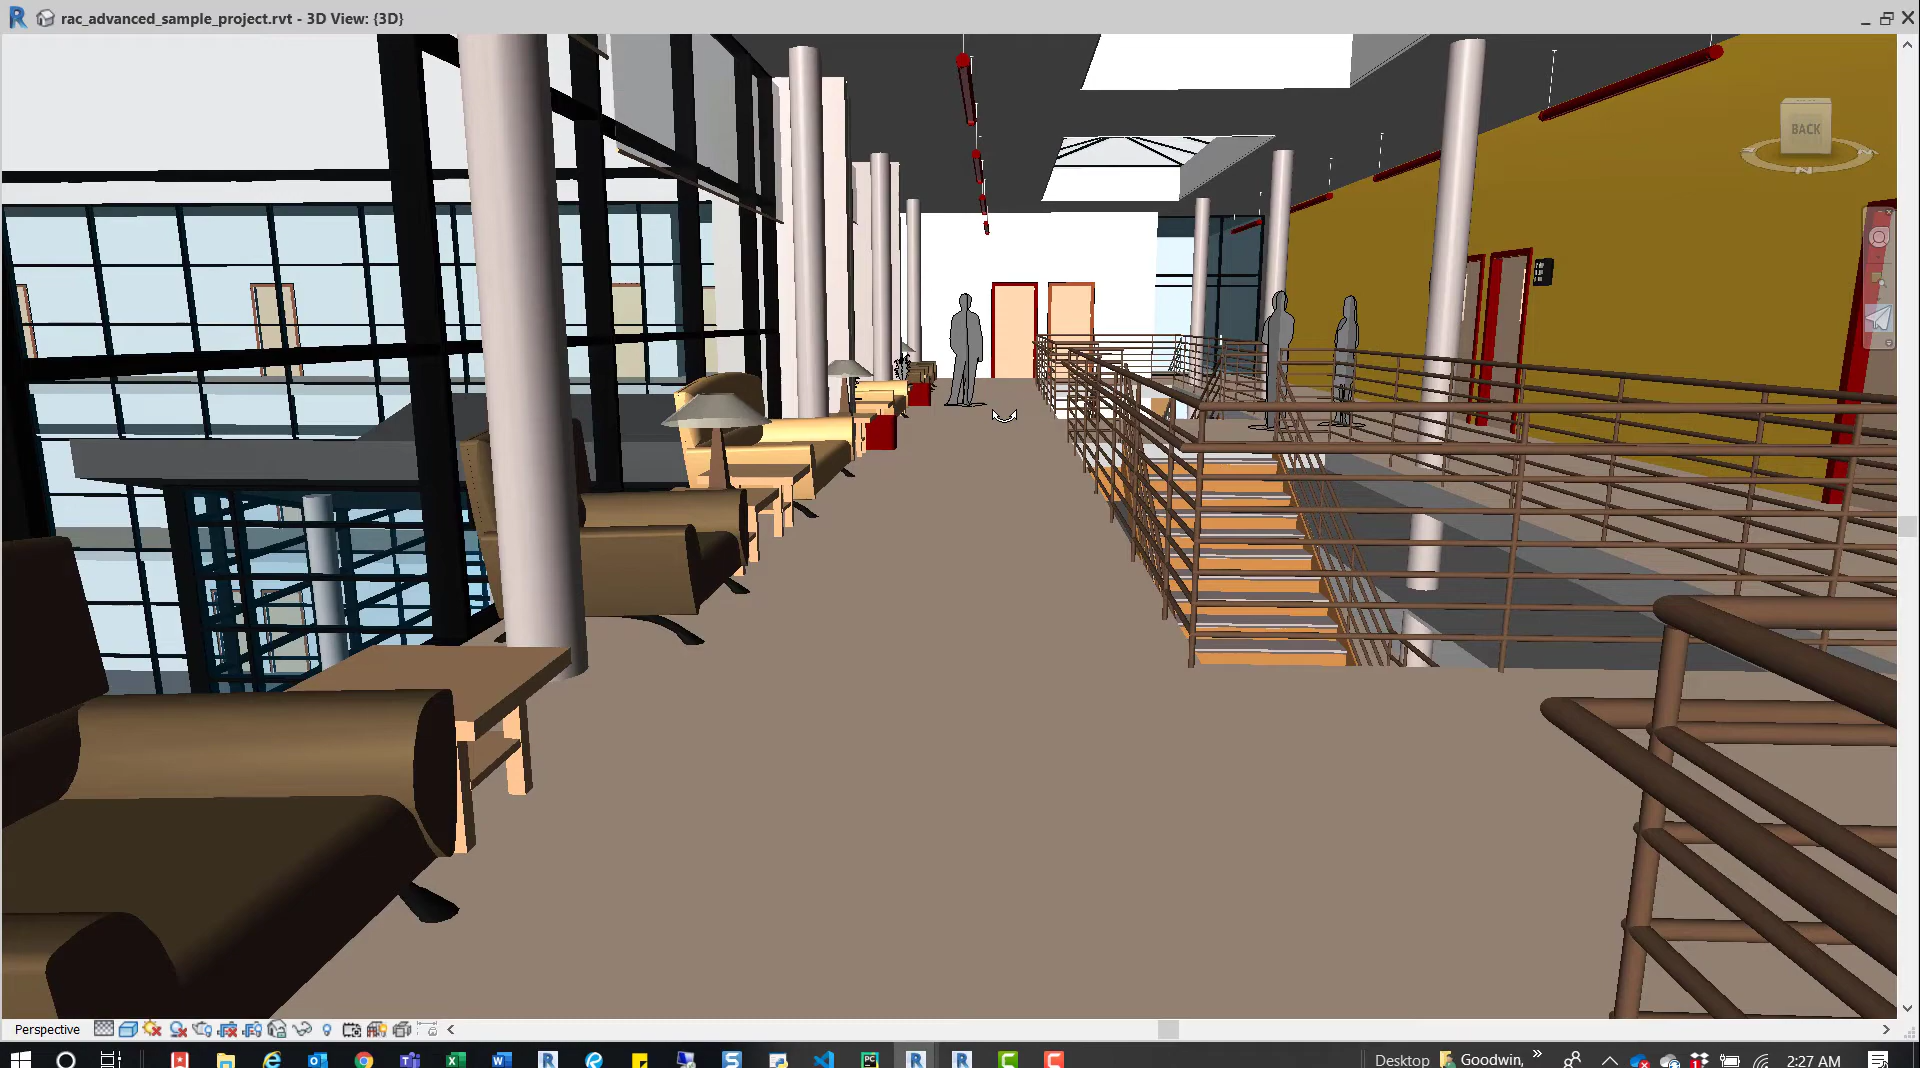 rac_advanced_sample_project.rvt - 3D View: {3D}
BACK
N
Perspective
Desktop
Goodwin,
2:27 AM